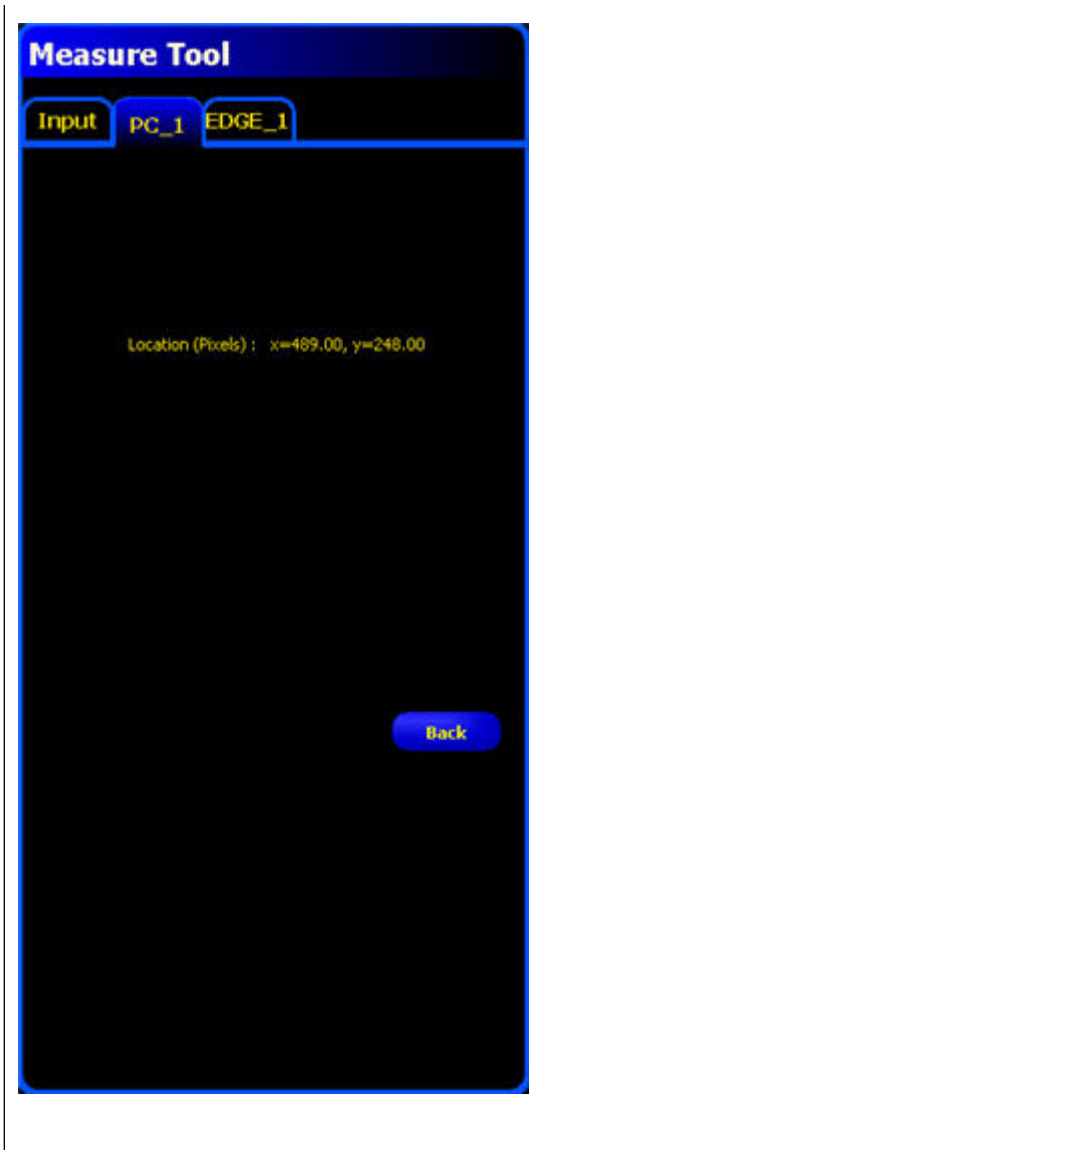 Measure Tool
Input PC_1 EDGE_1
Location (Pixels) : x=489.00, y=248.00
Back